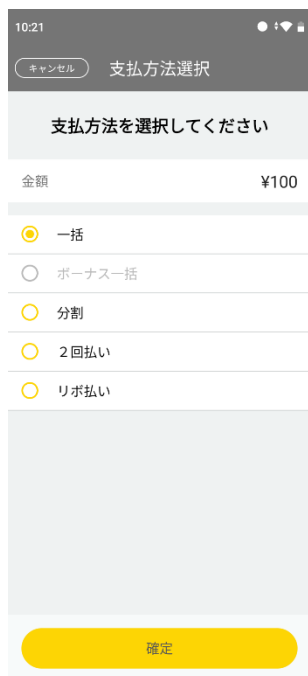 10:21
キャンセル 支払方法選択
支払方法を選択してください
金額 ¥100
一括
ボーナス一括
分割
２回払い
リボ払い
確定